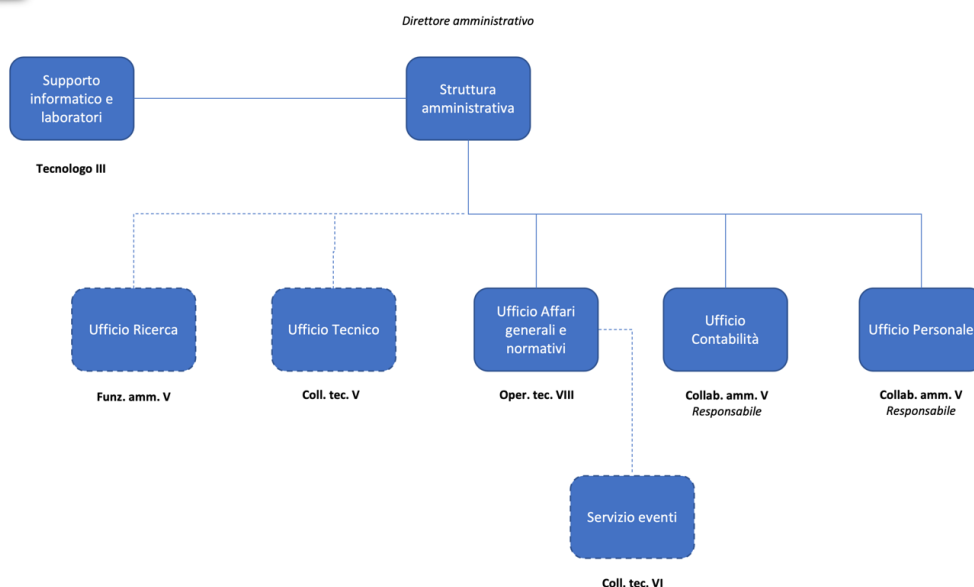 Direttore amministrativo
Supporto
informatico e
laboratori
Struttura
amministrativa
Tecnologo III
Ufficio Ricerca
Ufficio Tecnico
Ufficio Affari
generali e
normativi
Ufficio
Contabilità
Ufficio Personale
Funz. amm. V
Coll. tec. V
Oper. tec. VIII
Collab. amm. V
Responsabile
Collab. amm. V
Responsabile
Servizio eventi
Coll. tec. VI